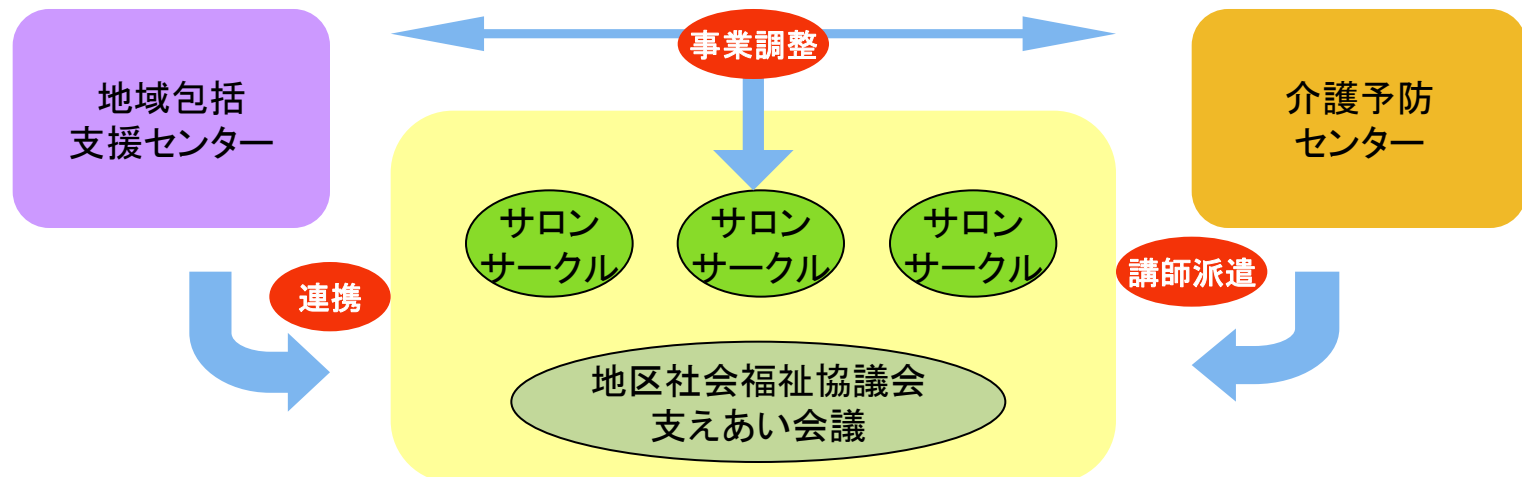 地域包括
支援センター
事業調整
介護予防
センター
サロン
サークル
サロン
サークル
サロン
サークル
連携
講師派遣
地区社会福祉協議会
支えあい会議